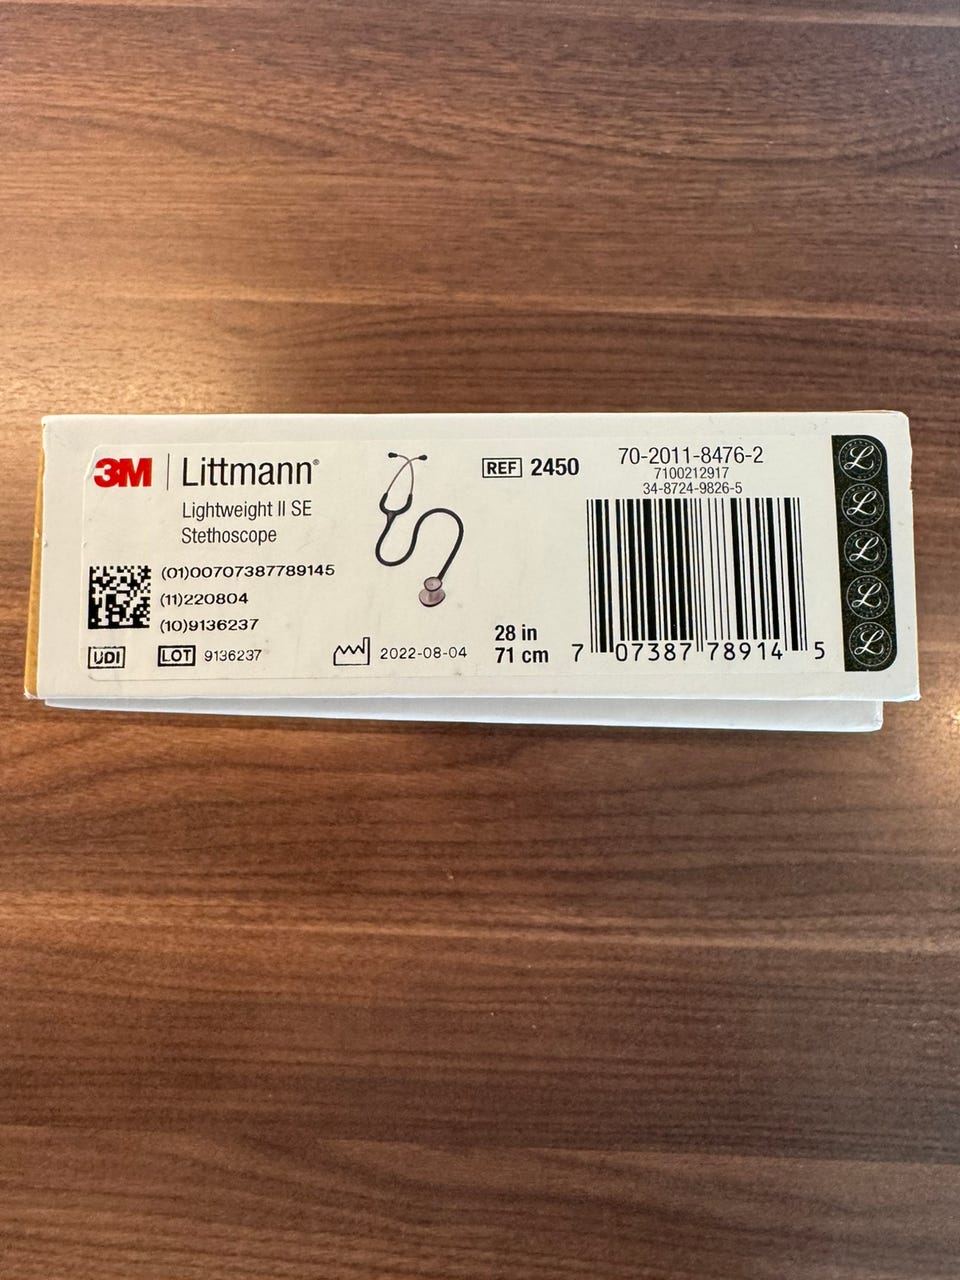 3M | Littmann®
Lightweight II SE
Stethoscope
(01)00707387789145
(11)220804
(10)9136237
UDI
LOT 9136237
2022-08-04
REF 2450
28 in
71 cm
70-2011-8476-2
7100212917
34-8724-9826-5
7 07387 78914 5
L
L
L
L
L